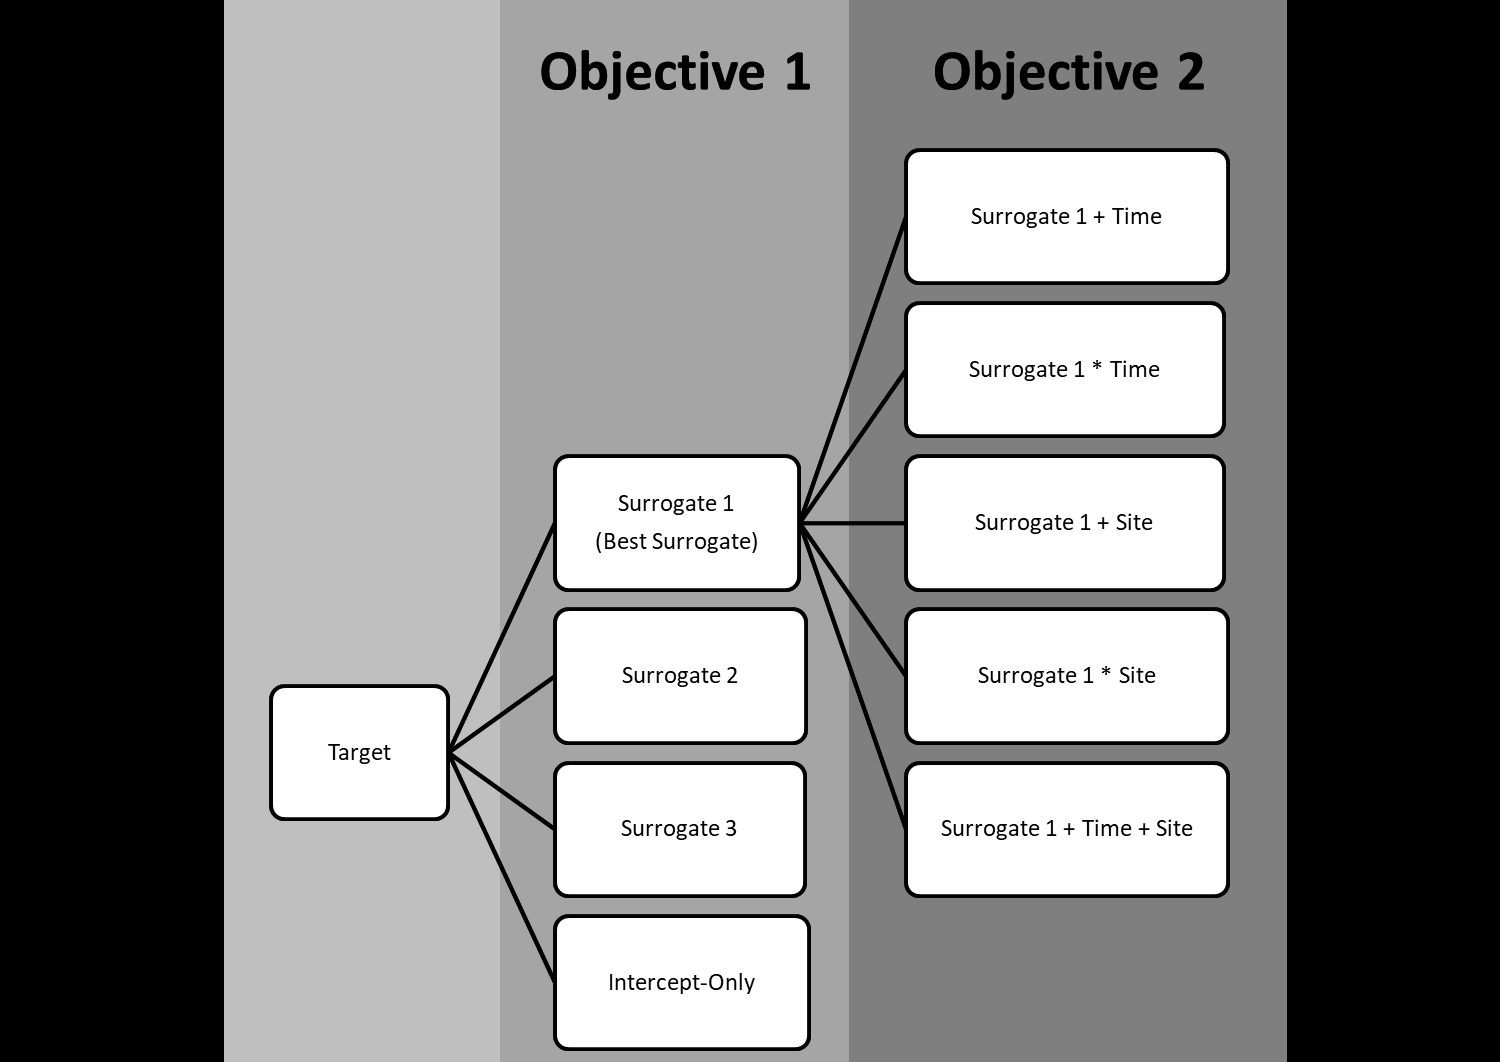 Objective 1
Objective 2
Target
Surrogate 1
(Best Surrogate)
Surrogate 2
Surrogate 3
Intercept-Only
Surrogate 1 + Time
Surrogate 1 * Time
Surrogate 1 + Site
Surrogate 1 * Site
Surrogate 1 + Time + Site